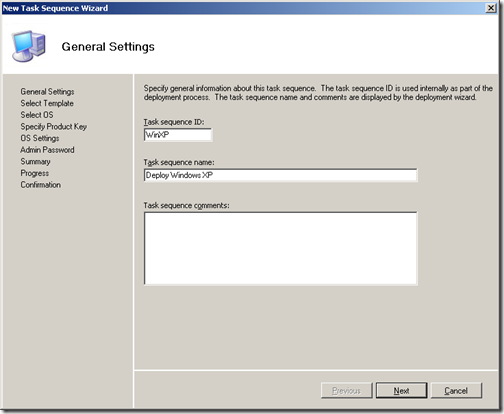 New Task Sequence Wizard
General Settings
General Settings
Select Template
Select OS
Specify Product Key
OS Settings
Admin Password
Summary
Progress
Confirmation
Specify general information about this task sequence. The task sequence ID is used internally as part of the
deployment process. The task sequence name and comments are displayed by the deployment wizard.
Task sequence ID:
WinXP
Task sequence name:
Deploy Windows XP
Task sequence comments:
Previous
Next
Cancel